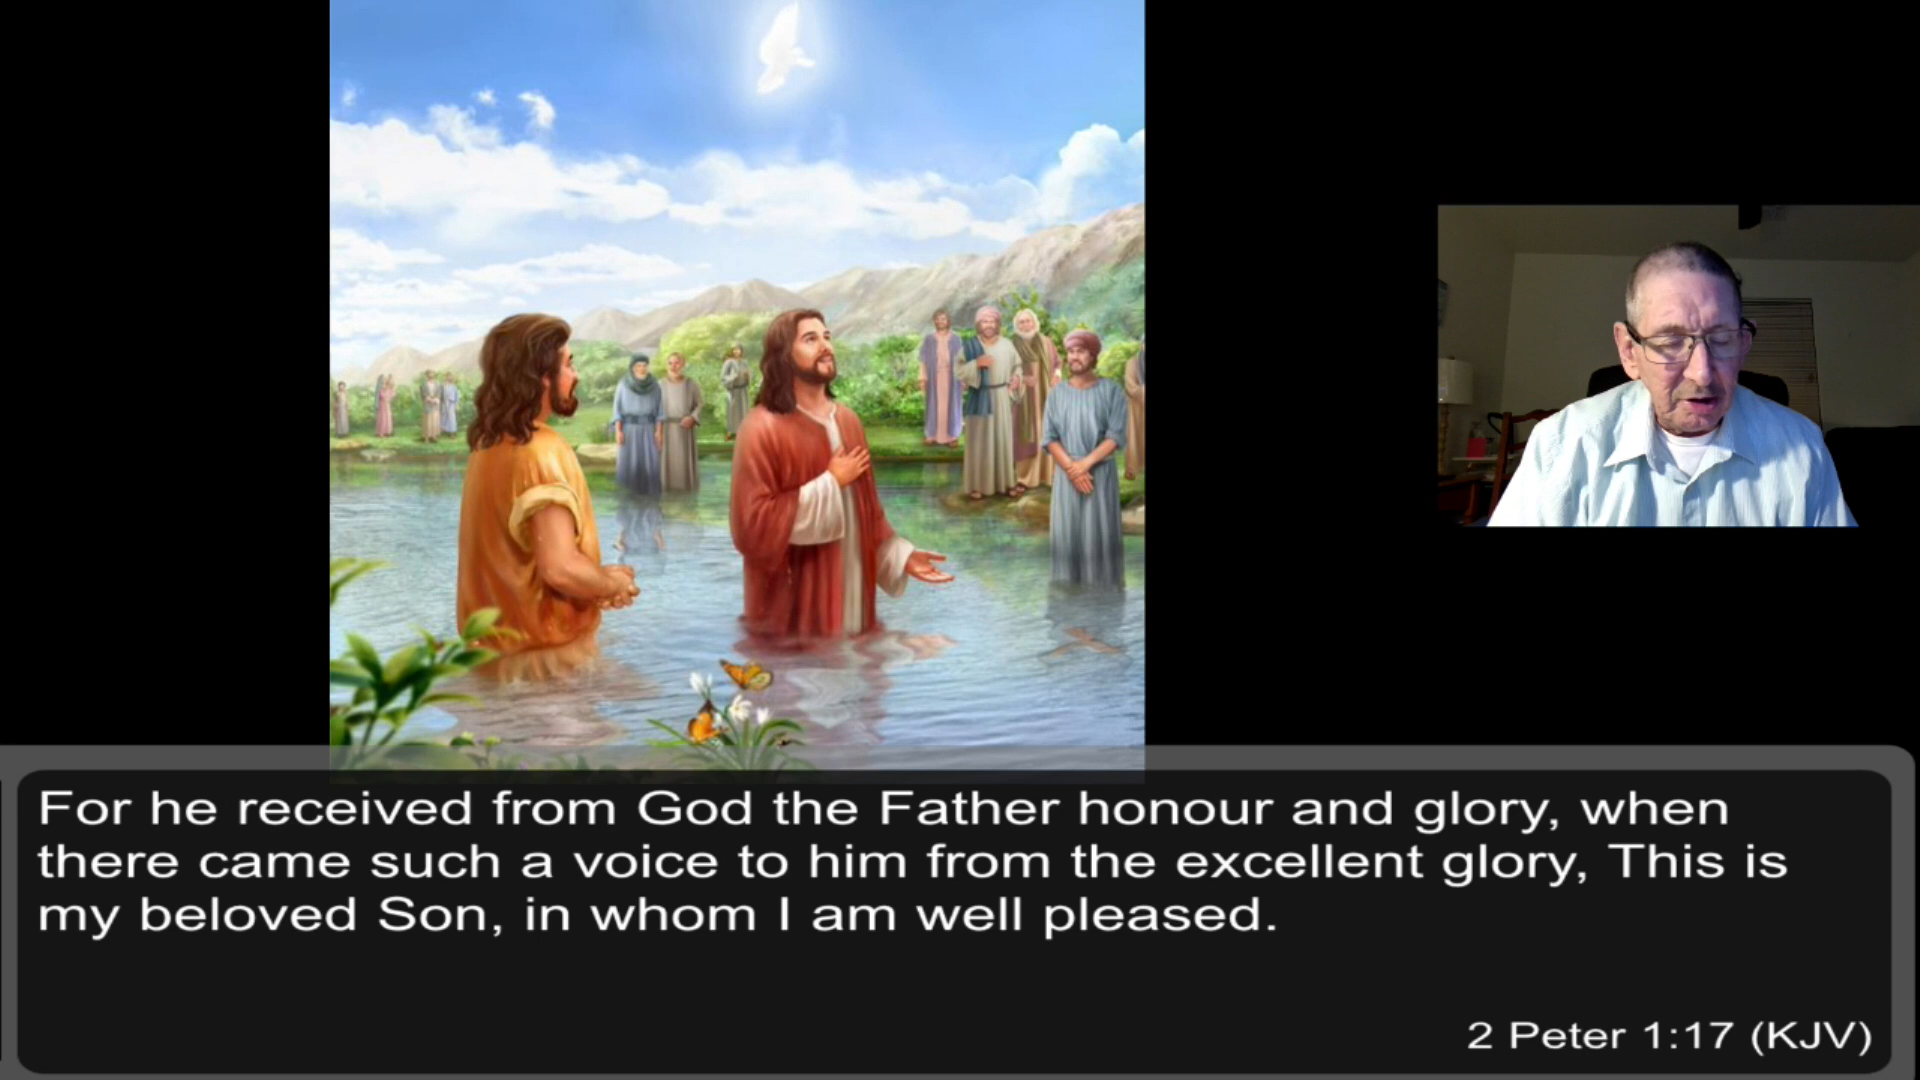 For he received from God the Father honour and glory, when
there came such a voice to him from the excellent glory, This is
my beloved Son, in whom I am well pleased.
2 Peter 1:17 (KJV)